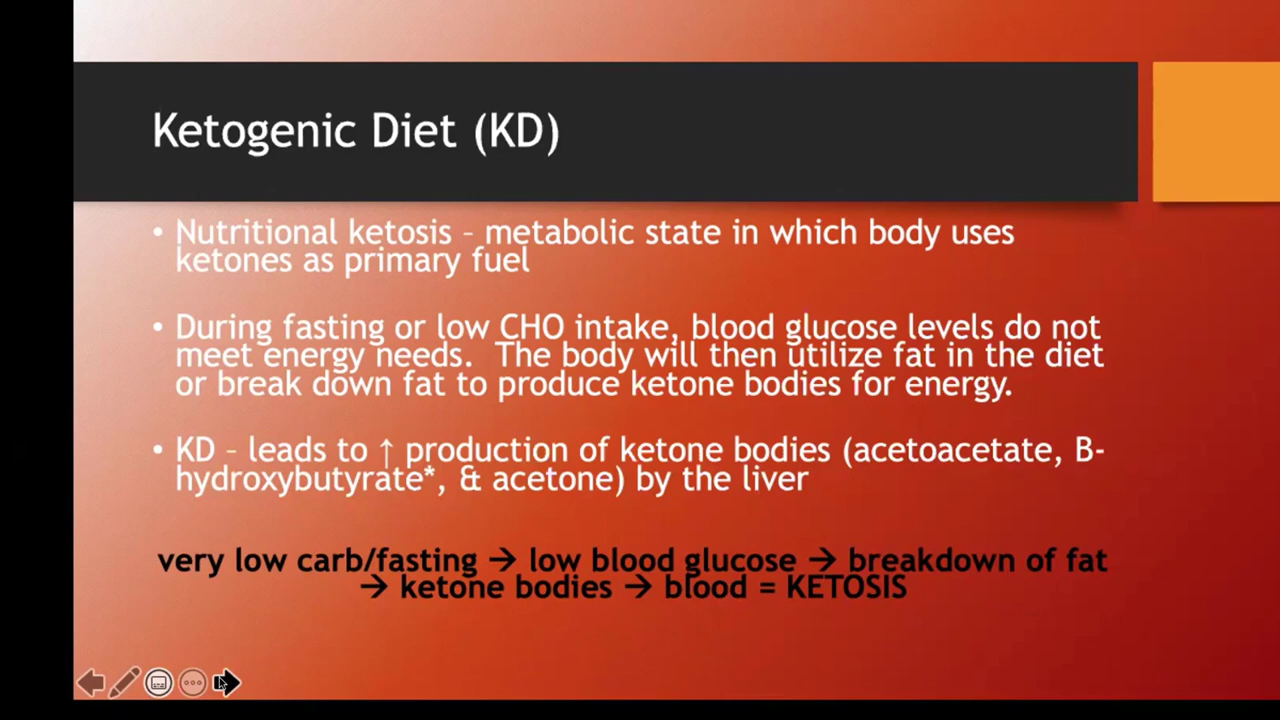 Ketogenic Diet (KD)
• Nutritional ketosis – metabolic state in which body uses
ketones as primary fuel
• During fasting or low CHO intake, blood glucose levels do not
meet energy needs.  The body will then utilize fat in the diet
or break down fat to produce ketone bodies for energy.
• KD – leads to ↑ production of ketone bodies (acetoacetate, B-
hydroxybutyrate*, & acetone) by the liver
very low carb/fasting → low blood glucose → breakdown of fat
→ ketone bodies → blood = KETOSIS